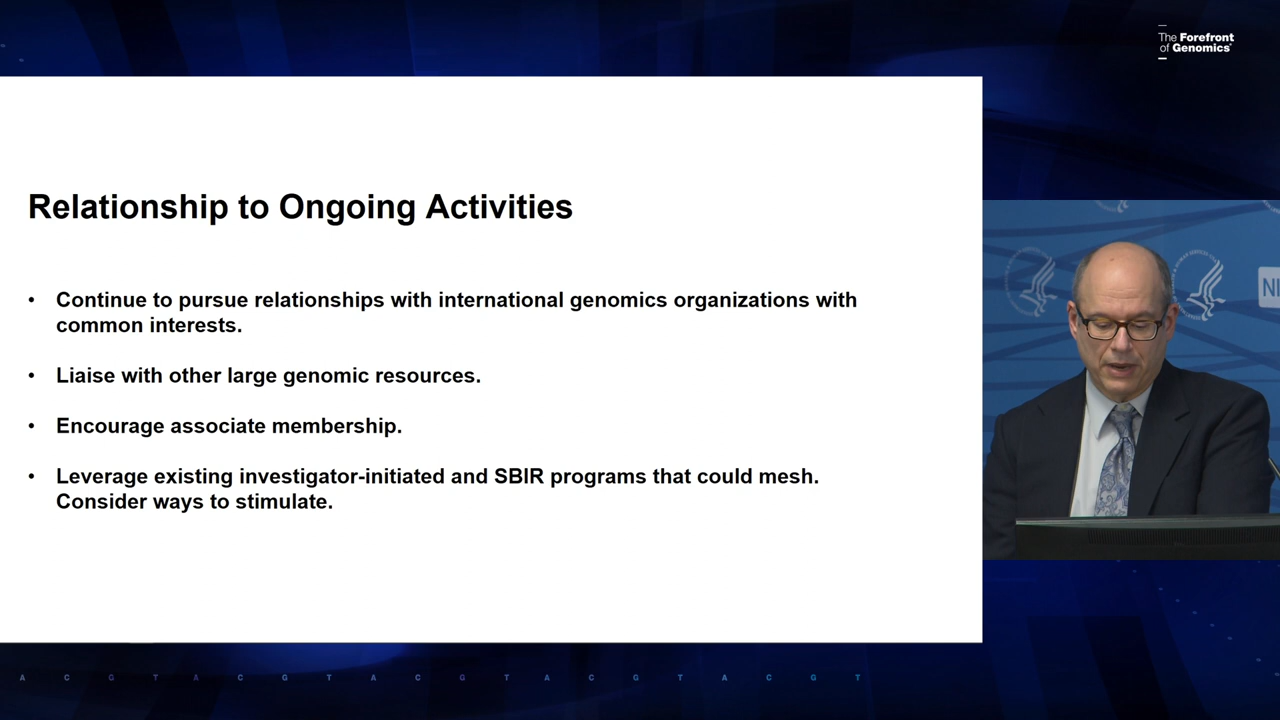 The Forefront
of Genomics
Relationship to Ongoing Activities
• Continue to pursue relationships with international genomics organizations with
common interests.
• Liaise with other large genomic resources.
• Encourage associate membership.
• Leverage existing investigator-initiated and SBIR programs that could mesh.
Consider ways to stimulate.
NI
A C G T A C G T A C G T A C G T A C G T